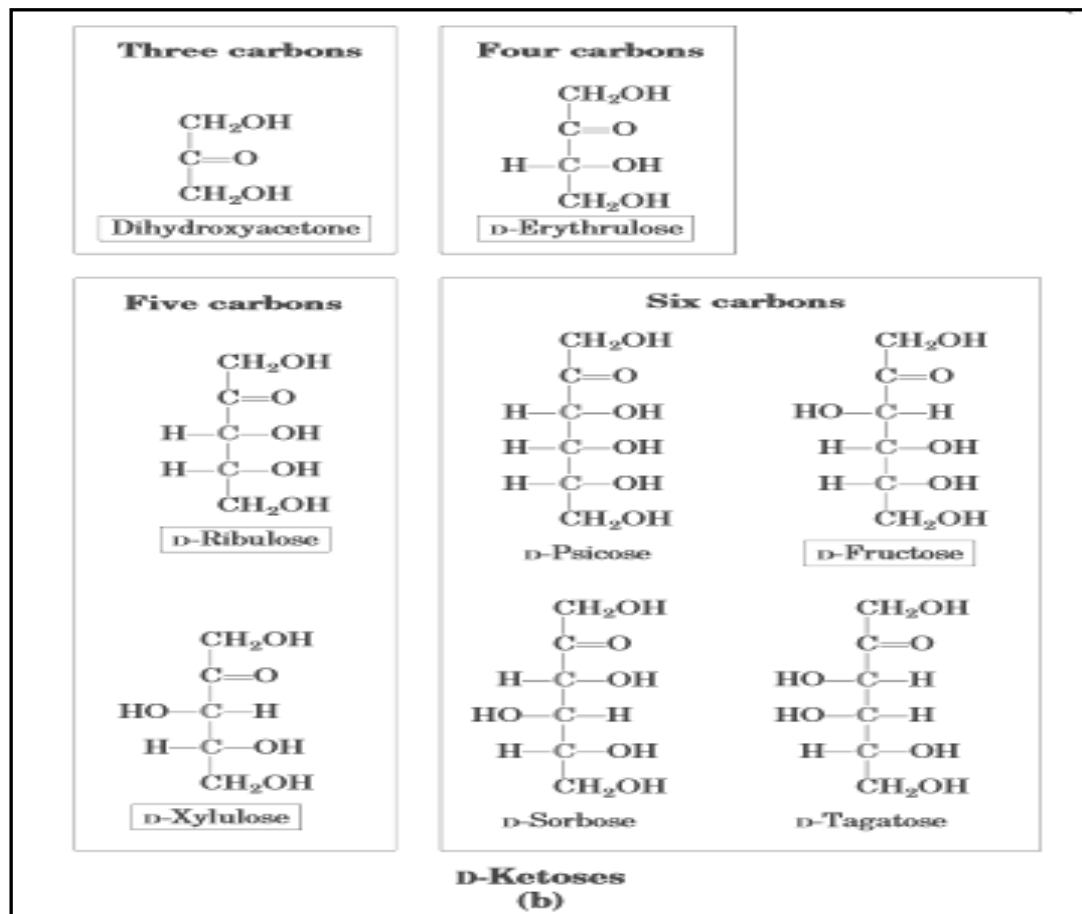 Three carbons
CH₂OH
C=O
CH₂OH
Dihydroxyacetone
Four carbons
CH₂OH
C=O
H—C—OH
CH₂OH
D-Erythrulose
Five carbons
CH₂OH
C=O
H—C—OH
H—C—OH
CH₂OH
D-Ribulose
CH₂OH
C=O
HO—C—H
H—C—OH
CH₂OH
D-Xylulose
Six carbons
CH₂OH
C=O
H—C—OH
H—C—OH
H—C—OH
CH₂OH
D-Psicose
CH₂OH
C=O
HO—C—H
H—C—OH
H—C—OH
CH₂OH
D-Fructose
CH₂OH
C=O
H—C—OH
HO—C—H
H—C—OH
CH₂OH
D-Sorbose
CH₂OH
C=O
HO—C—H
HO—C—H
H—C—OH
CH₂OH
D-Tagatose
D-Ketoses
(b)